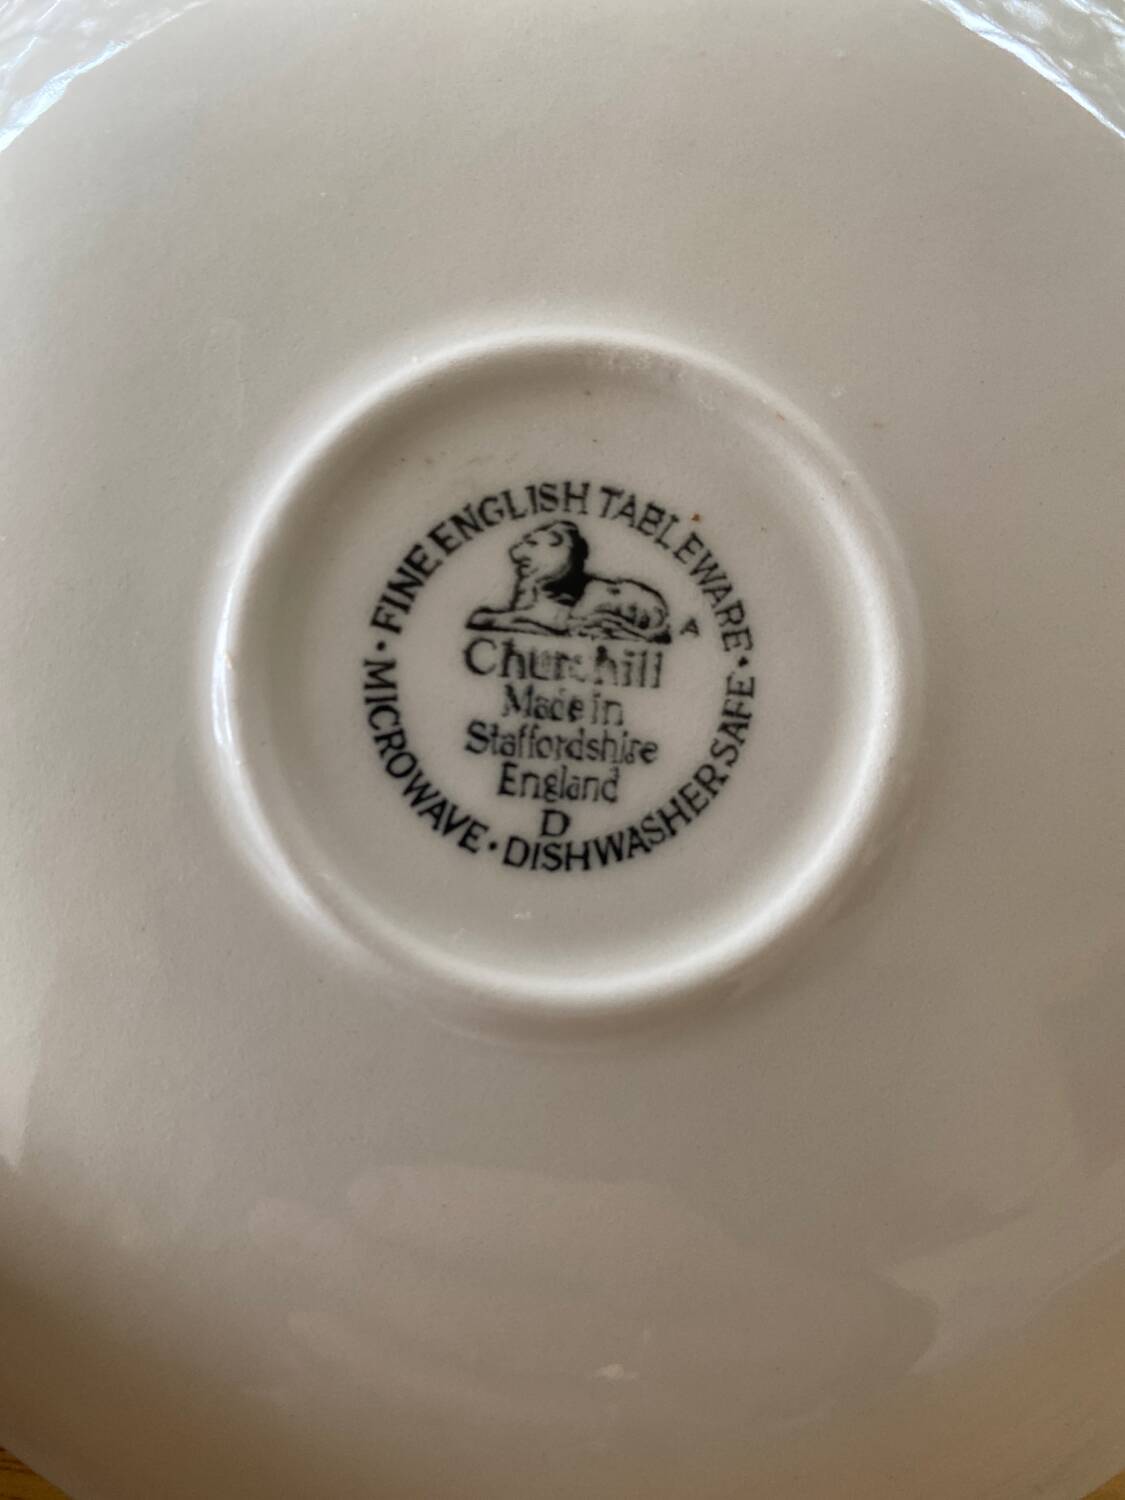 · FINE ENGLISH TABLEWARE ·
A
Churchill
Made in
Staffordshire
England
D
MICROWAVE · DISHWASHER SAFE